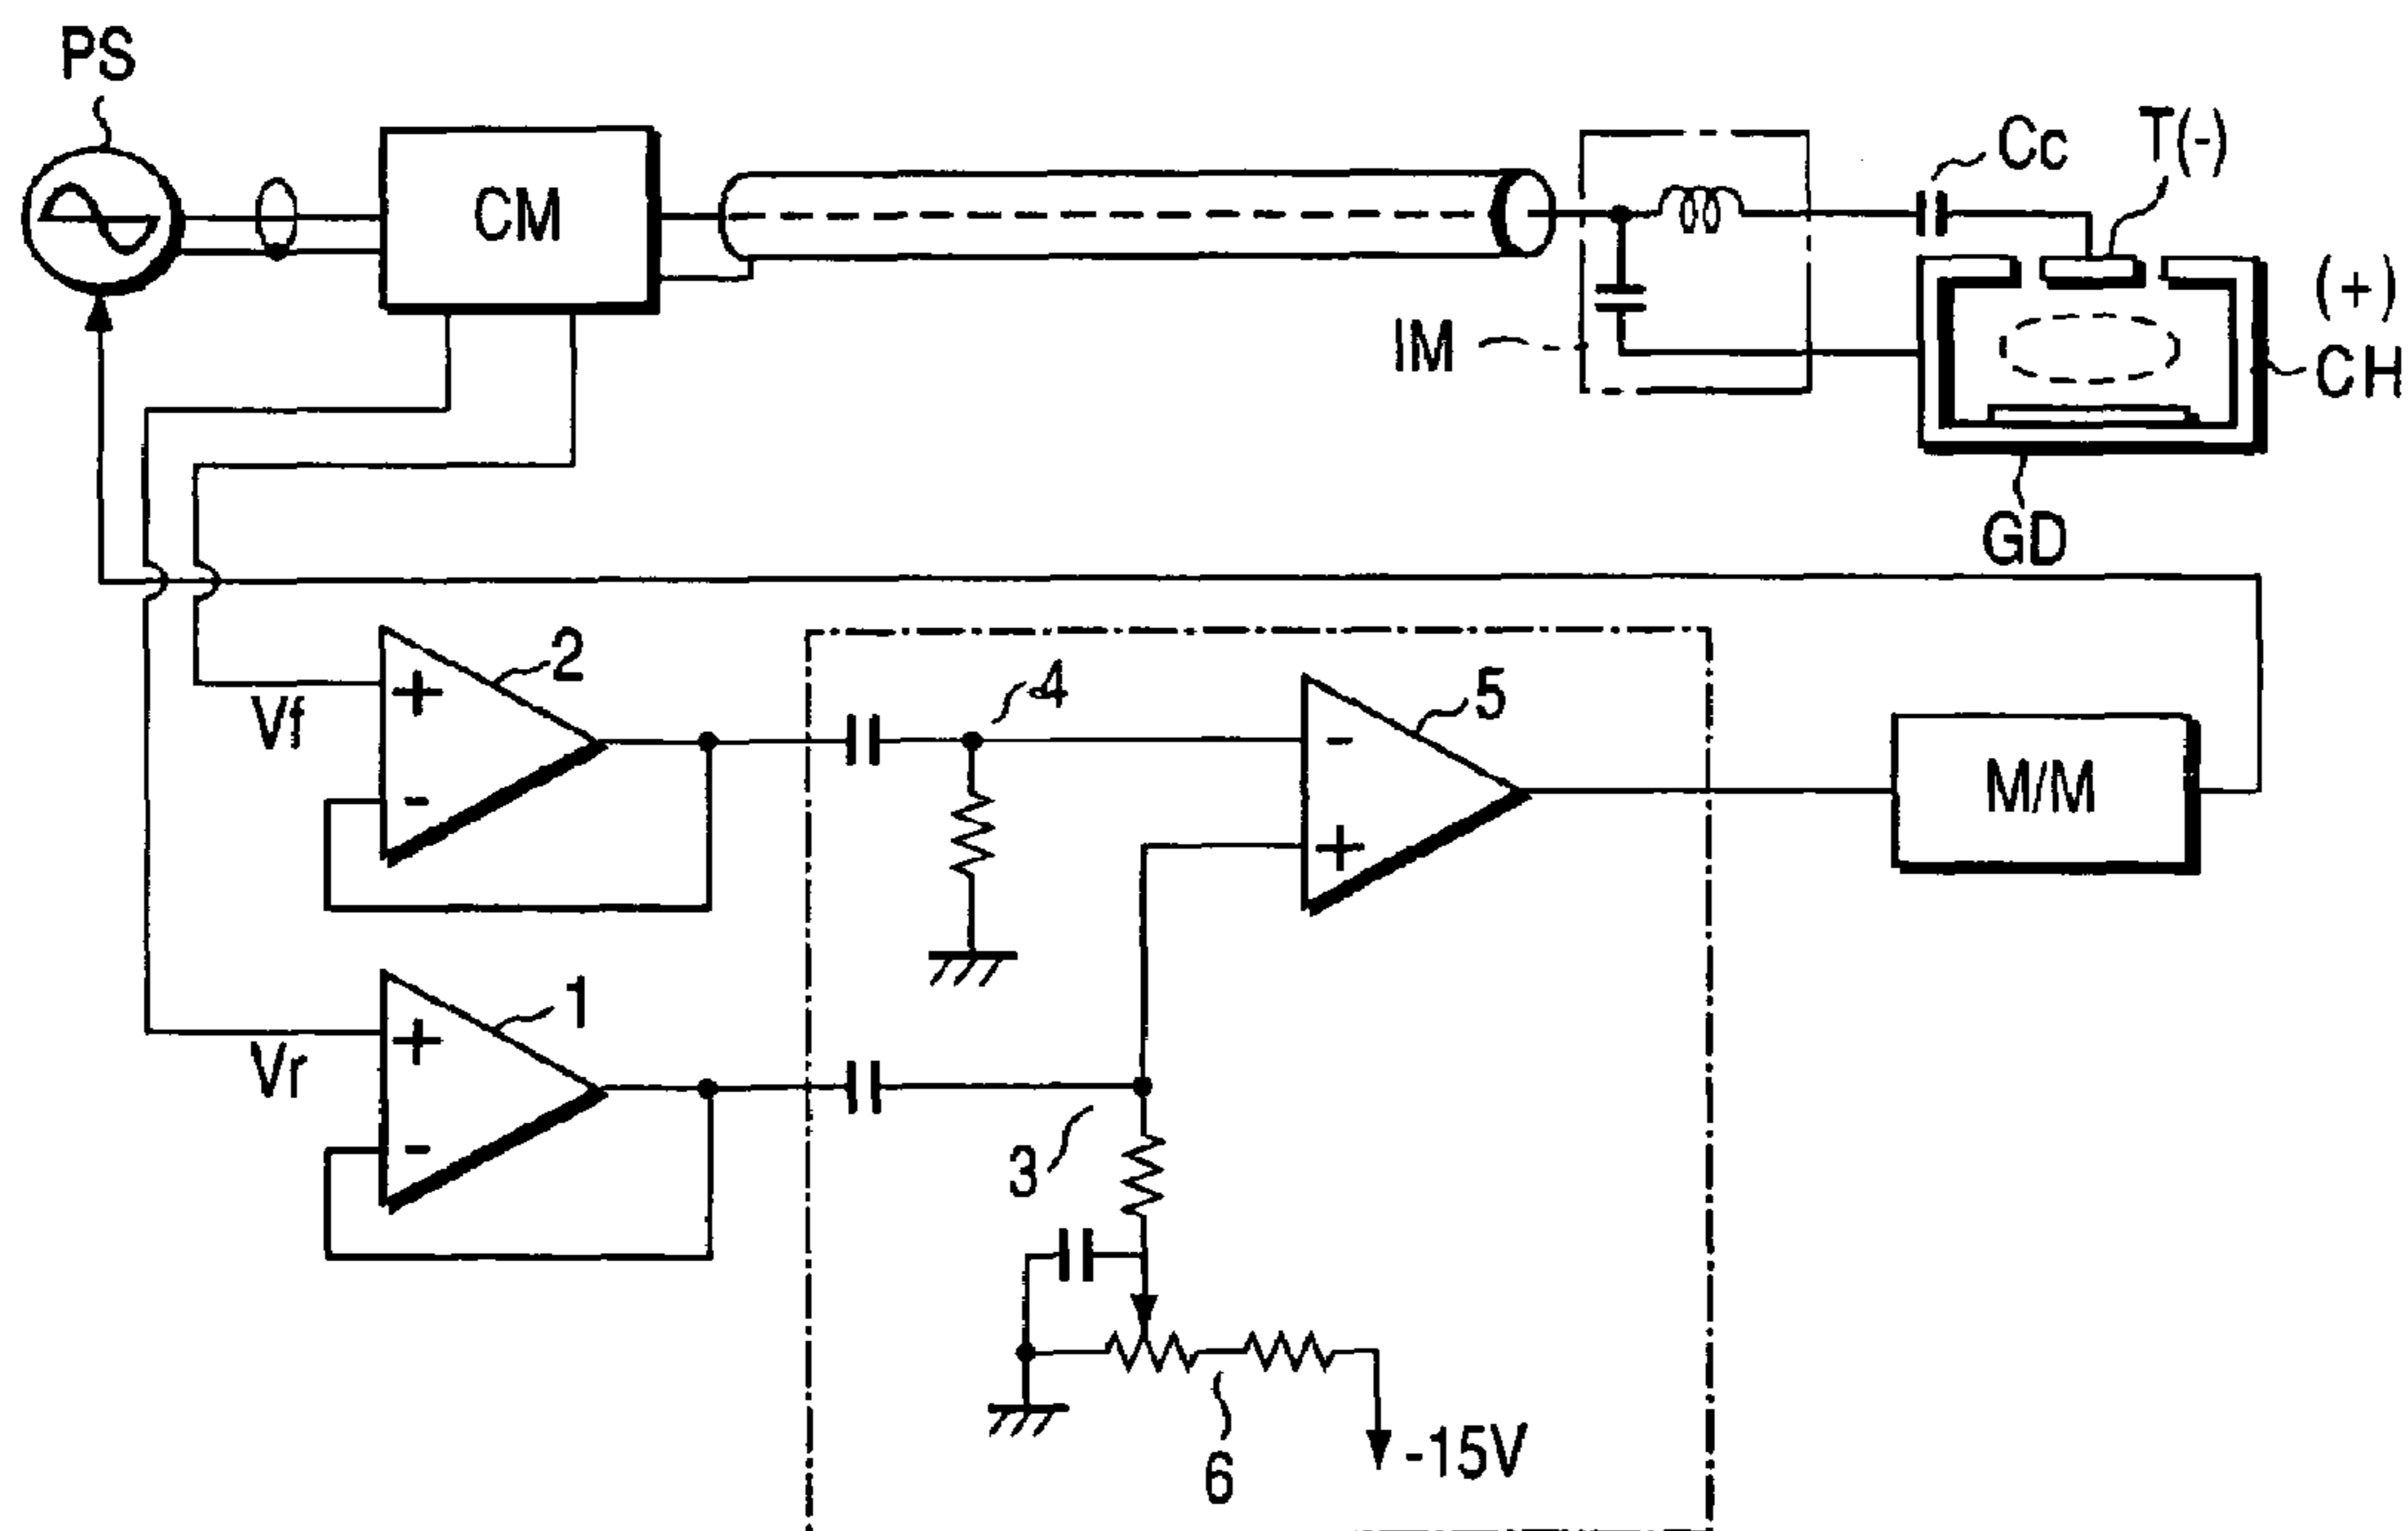 PS
CM
Cc
T(-)
(+)
IM
CH
GD
2
+
Vf
-
4
5
-
+
M/M
1
+
Vr
-
3
6
-15V